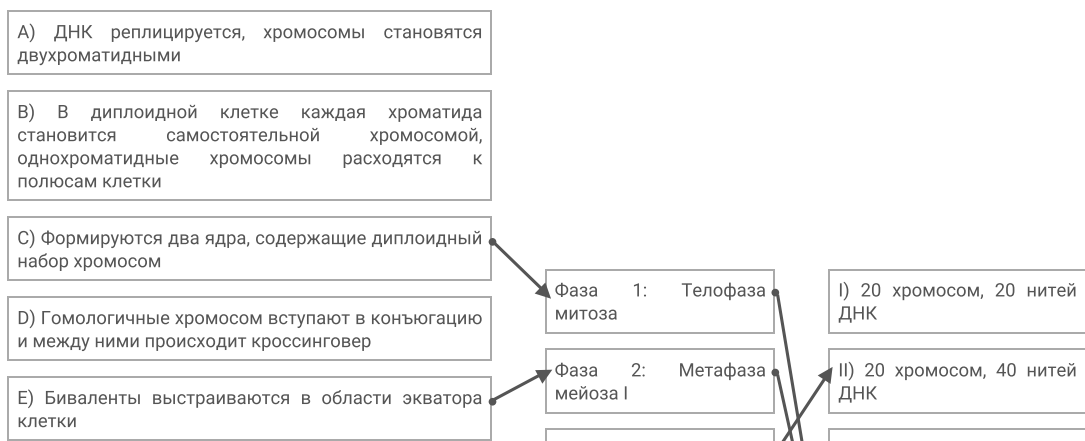 A) ДНК реплицируется, хромосомы становятся
двухроматидными
B) В диплоидной клетке каждая хроматида
становится самостоятельной хромосомой,
однохроматидные хромосомы расходятся к
полюсам клетки
C) Формируются два ядра, содержащие диплоидный
набор хромосом
D) Гомологичные хромосом вступают в конъюгацию
и между ними происходит кроссинговер
E) Биваленты выстраиваются в области экватора
клетки
Фаза 1: Телофаза
митоза
Фаза 2: Метафаза
мейоза I
I) 20 хромосом, 20 нитей
ДНК
II) 20 хромосом, 40 нитей
ДНК